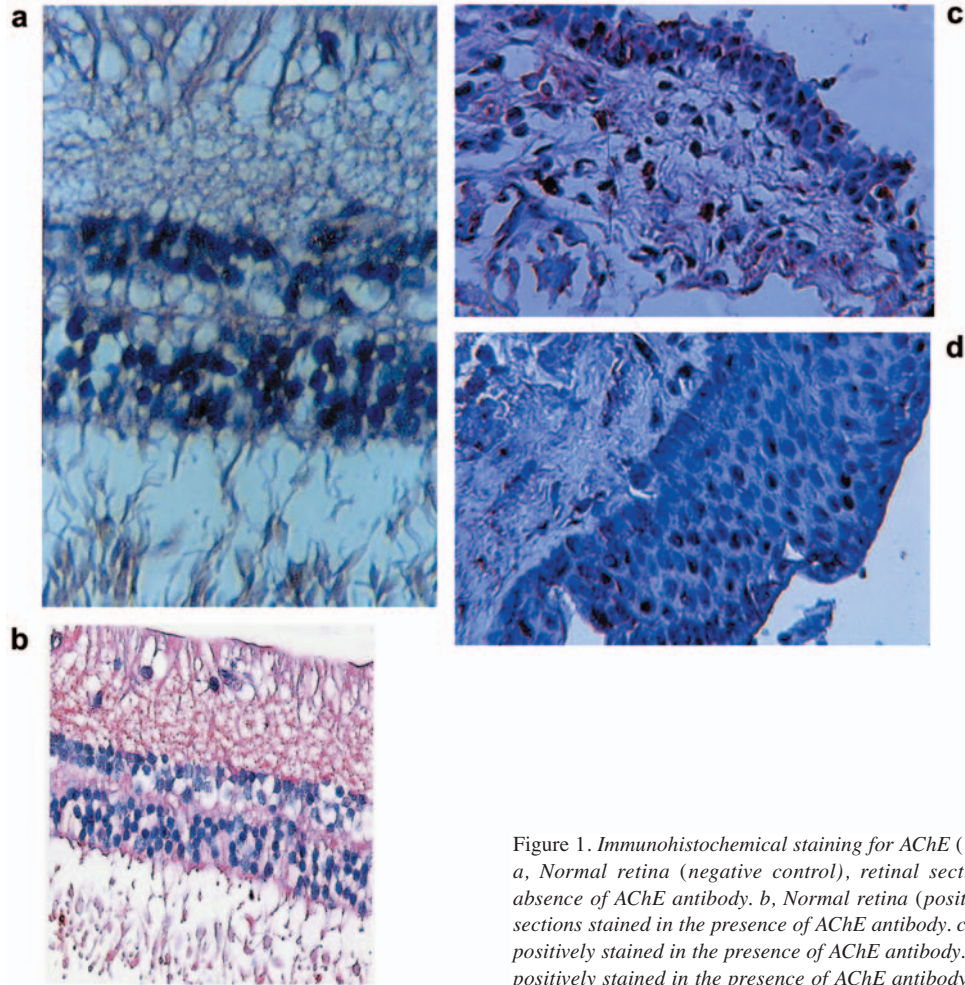 a
c
d
b
Figure 1. Immunohistochemical staining for AChE (
a, Normal retina (negative control), retinal sect
absence of AChE antibody. b, Normal retina (posit
sections stained in the presence of AChE antibody. c
positively stained in the presence of AChE antibody.
positively stained in the presence of AChE antibody